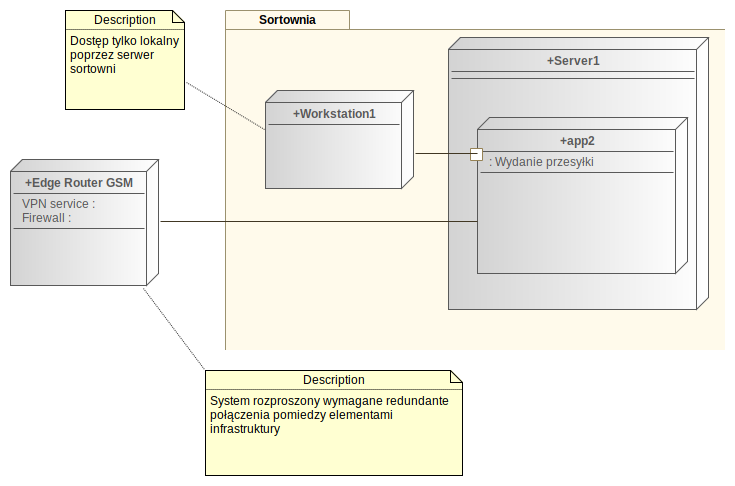 Description
Dostęp tylko lokalny
poprzez serwer
sortowni
Sortownia
+Server1
+Workstation1
+app2
: Wydanie przesyłki
+Edge Router GSM
VPN service :
Firewall :
Description
System rozproszony wymagane redundante
połączenia pomiedzy elementami
infrastruktury